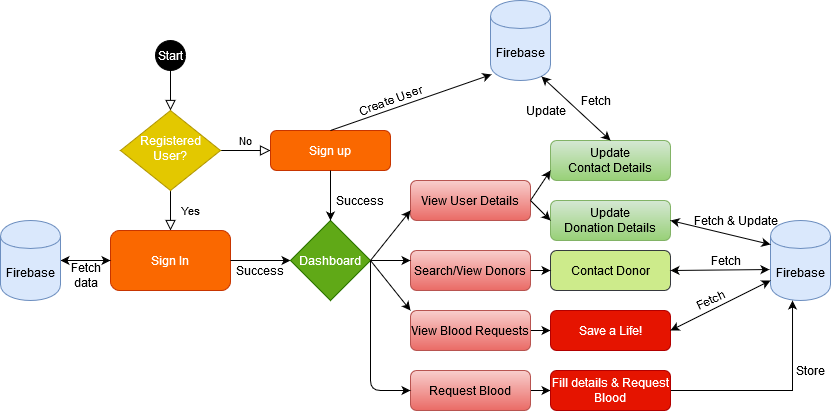 Start
Registered
User?
No
Yes
Sign up
Create User
Firebase
Fetch
Update
Success
Firebase
Fetch
data
Sign In
Success
Dashboard
View User Details
Update
Contact Details
Update
Donation Details
Fetch & Update
Search/View Donors
Contact Donor
Fetch
Firebase
View Blood Requests
Save a Life!
Fetch
Request Blood
Fill details & Request
Blood
Store